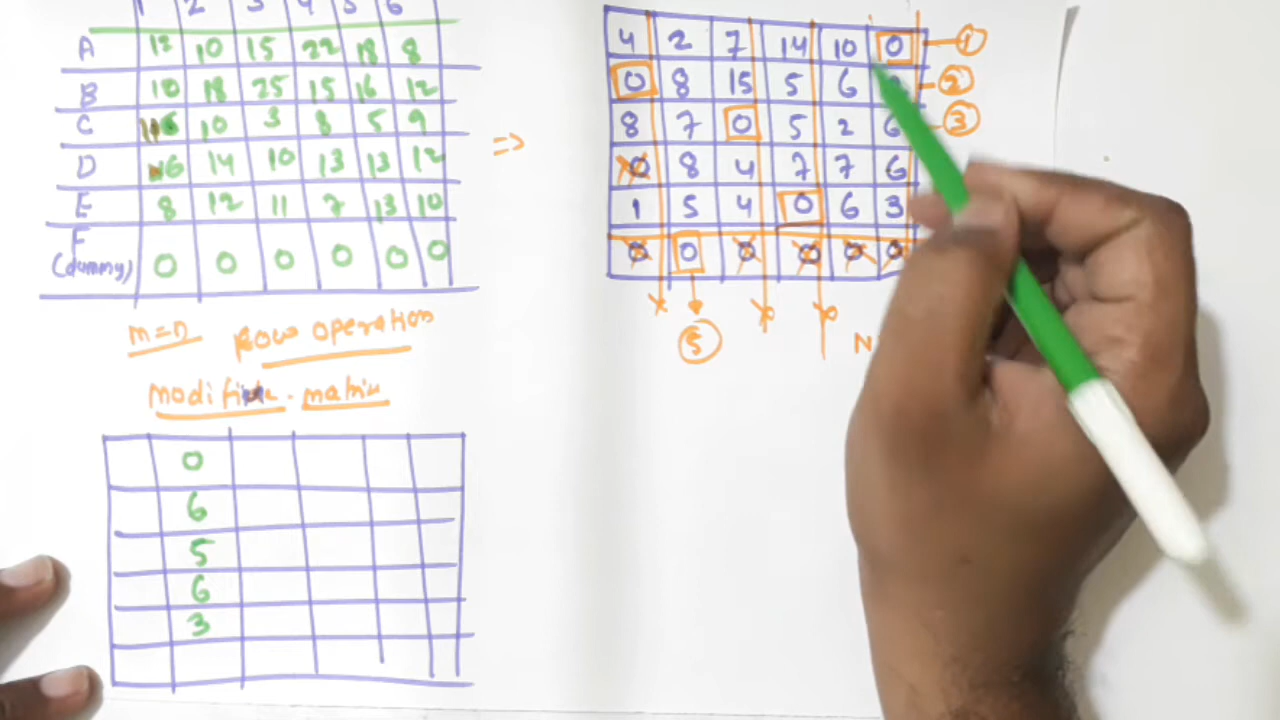 1 2 3 4 5 6
A 12 10 15 22 18 8
B 10 18 25 15 16 12
C 6 10 3 8 5 9
D 6 14 10 13 13 12
E 8 12 11 7 13 10
F (dummy) 0 0 0 0 0 0
m=n row operation
matrix
0
6
5
6
3
=>
4 2 7 14 10 0 1
0 8 15 5 6 2
8 7 0 5 2 6 3
0 8 4 7 7 6
1 5 4 0 6 3
0 0 0 0 0 0
5
N